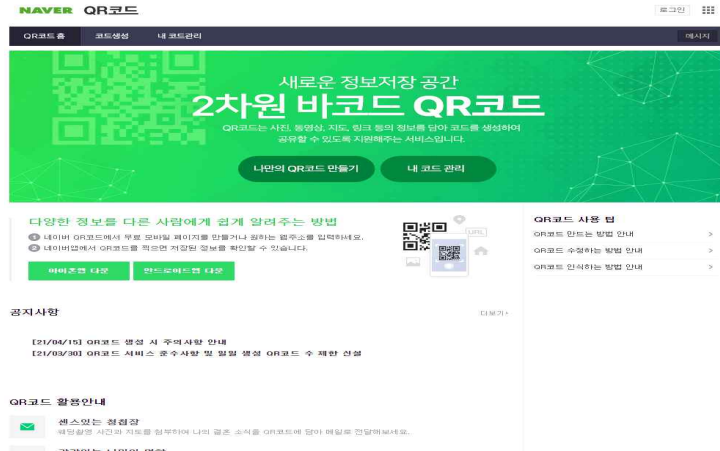 NAVER QR코드
로그인
QR코드 홈 코드생성 내 코드관리 메시지
새로운 정보저장 공간
2차원 바코드 QR코드
QR코드는 사진, 동영상, 지도, 링크 등의 정보를 담아 코드를 생성하여
공유할 수 있도록 지원해주는 서비스입니다.
나만의 QR코드 만들기 내 코드 관리
다양한 정보를 다른 사람에게 쉽게 알려주는 방법
1 네이버 QR코드에서 무료 모바일 페이지를 만들거나 원하는 웹주소를 입력하세요.
2 네이버앱에서 QR코드를 찍으면 저장된 정보를 확인할 수 있습니다.
아이폰앱 다운 안드로이드앱 다운
URL
QR코드 사용 팁
QR코드 만드는 방법 안내 >
QR코드 수정하는 방법 안내 >
QR코드 인식하는 방법 안내 >
공지사항 더보기>
[21/04/15] QR코드 생성 시 주의사항 안내
[21/03/30] QR코드 서비스 준수사항 및 일일 생성 QR코드 수 제한 신설
QR코드 활용안내
센스있는 청첩장
웨딩촬영 사진과 지도를 첨부하여 나의 결혼 소식을 QR코드에 담아 메일로 전달해보세요.